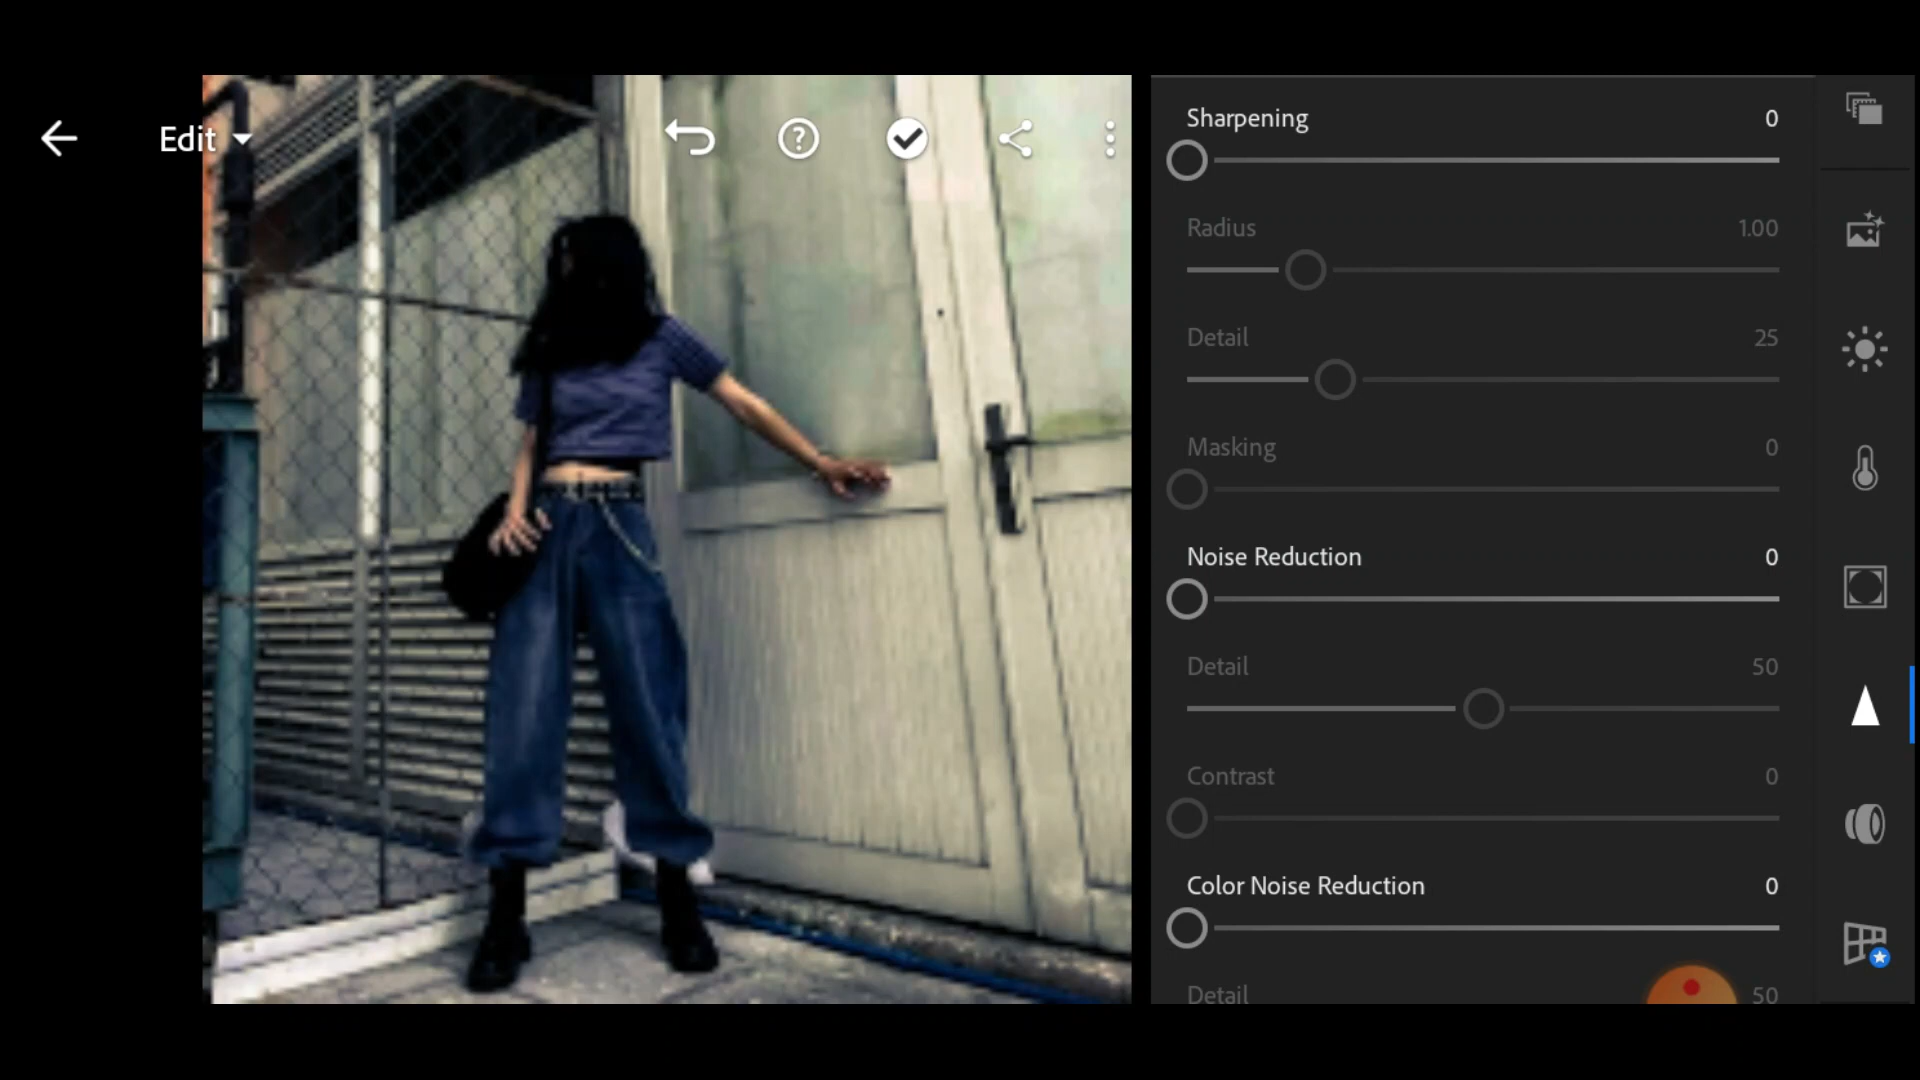 Edit
?
Sharpening 0
Radius 1.00
Detail 25
Masking 0
Noise Reduction 0
Detail 50
Contrast 0
Color Noise Reduction 0
Detail 50